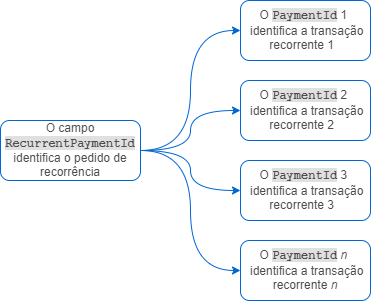 O campo
RecurrentPaymentId
identifica o pedido de
recorrência
O PaymentId 1
identifica a transação
recorrente 1
O PaymentId 2
identifica a transação
recorrente 2
O PaymentId 3
identifica a transação
recorrente 3
O PaymentId n
identifica a transação
recorrente n